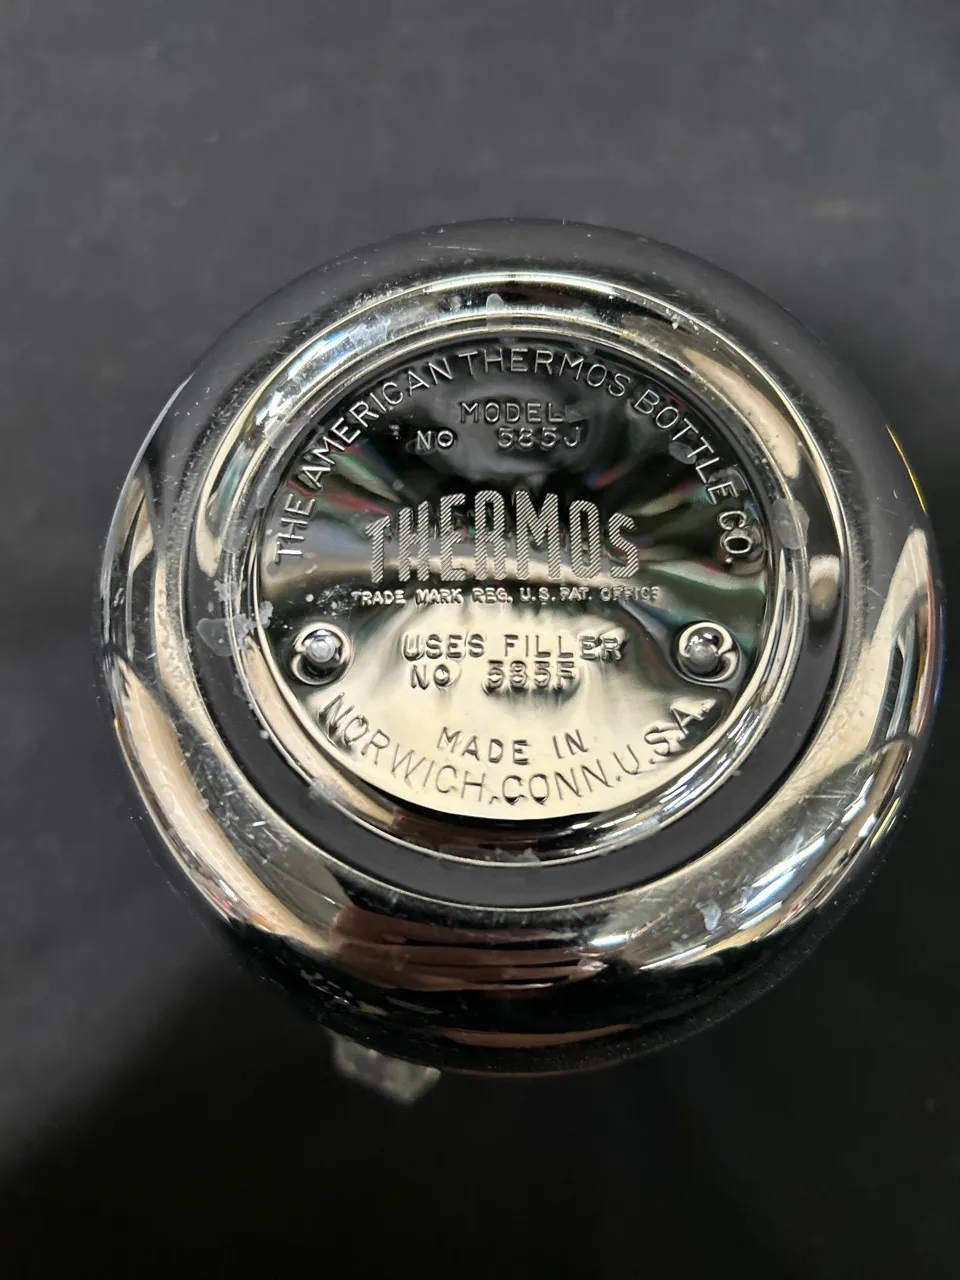 THE AMERICAN THERMOS BOTTLE CO.
MODEL
NO 585J
THERMOS
TRADE MARK REG. U.S. PAT. OFFICE
USES FILLER
NO 585F
MADE IN
NORWICH, CONN. U.S.A.